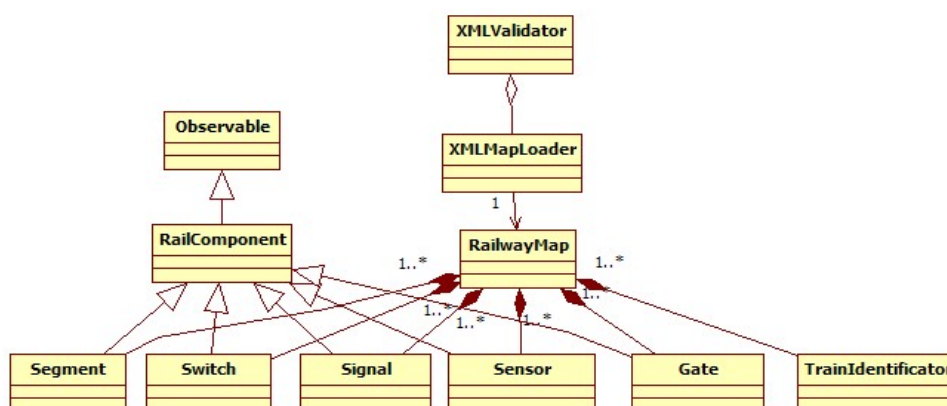 XMLValidator
Observable
XMLMapLoader
1
RailComponent
RailwayMap
1..*
1..*
1..*
1..*
1..*
1..*
Segment
Switch
Signal
Sensor
Gate
TrainIdentificator